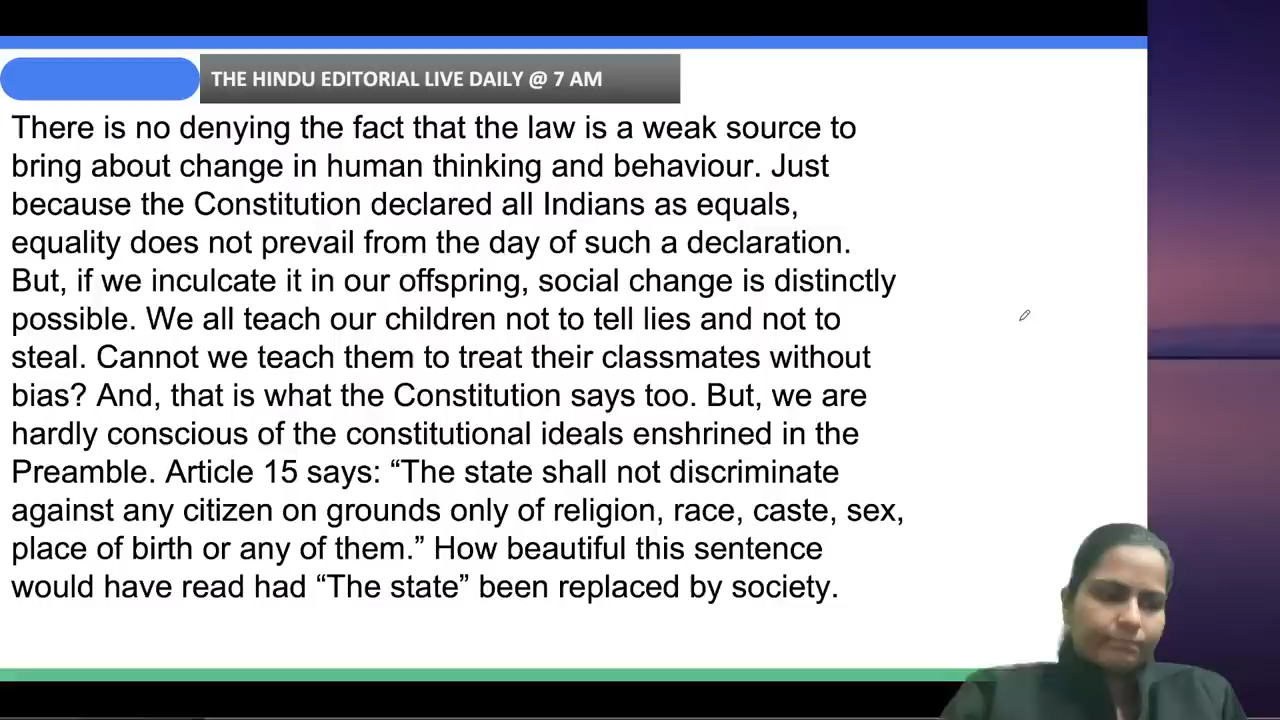 THE HINDU EDITORIAL LIVE DAILY @ 7 AM
There is no denying the fact that the law is a weak source to
bring about change in human thinking and behaviour. Just
because the Constitution declared all Indians as equals,
equality does not prevail from the day of such a declaration.
But, if we inculcate it in our offspring, social change is distinctly
possible. We all teach our children not to tell lies and not to
steal. Cannot we teach them to treat their classmates without
bias? And, that is what the Constitution says too. But, we are
hardly conscious of the constitutional ideals enshrined in the
Preamble. Article 15 says: “The state shall not discriminate
against any citizen on grounds only of religion, race, caste, sex,
place of birth or any of them.” How beautiful this sentence
would have read had “The state” been replaced by society.